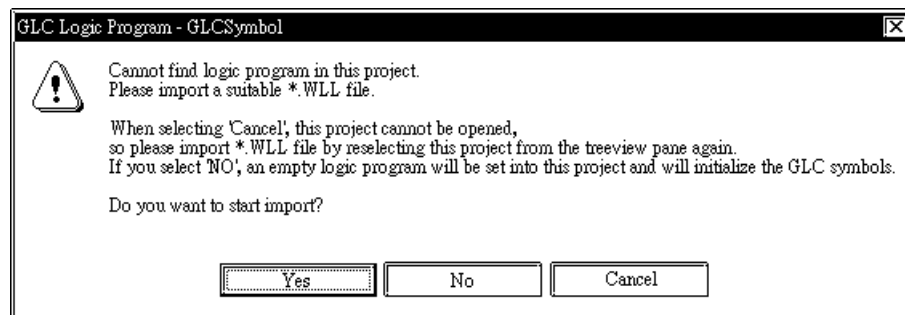 GLC Logic Program - GLCSymbol
Cannot find logic program in this project.
Please import a suitable *.WLL file.
When selecting 'Cancel', this project cannot be opened,
so please import *.WLL file by reselecting this project from the treeview pane again.
If you select 'NO', an empty logic program will be set into this project and will initialize the GLC symbols.
Do you want to start import?
Yes
No
Cancel